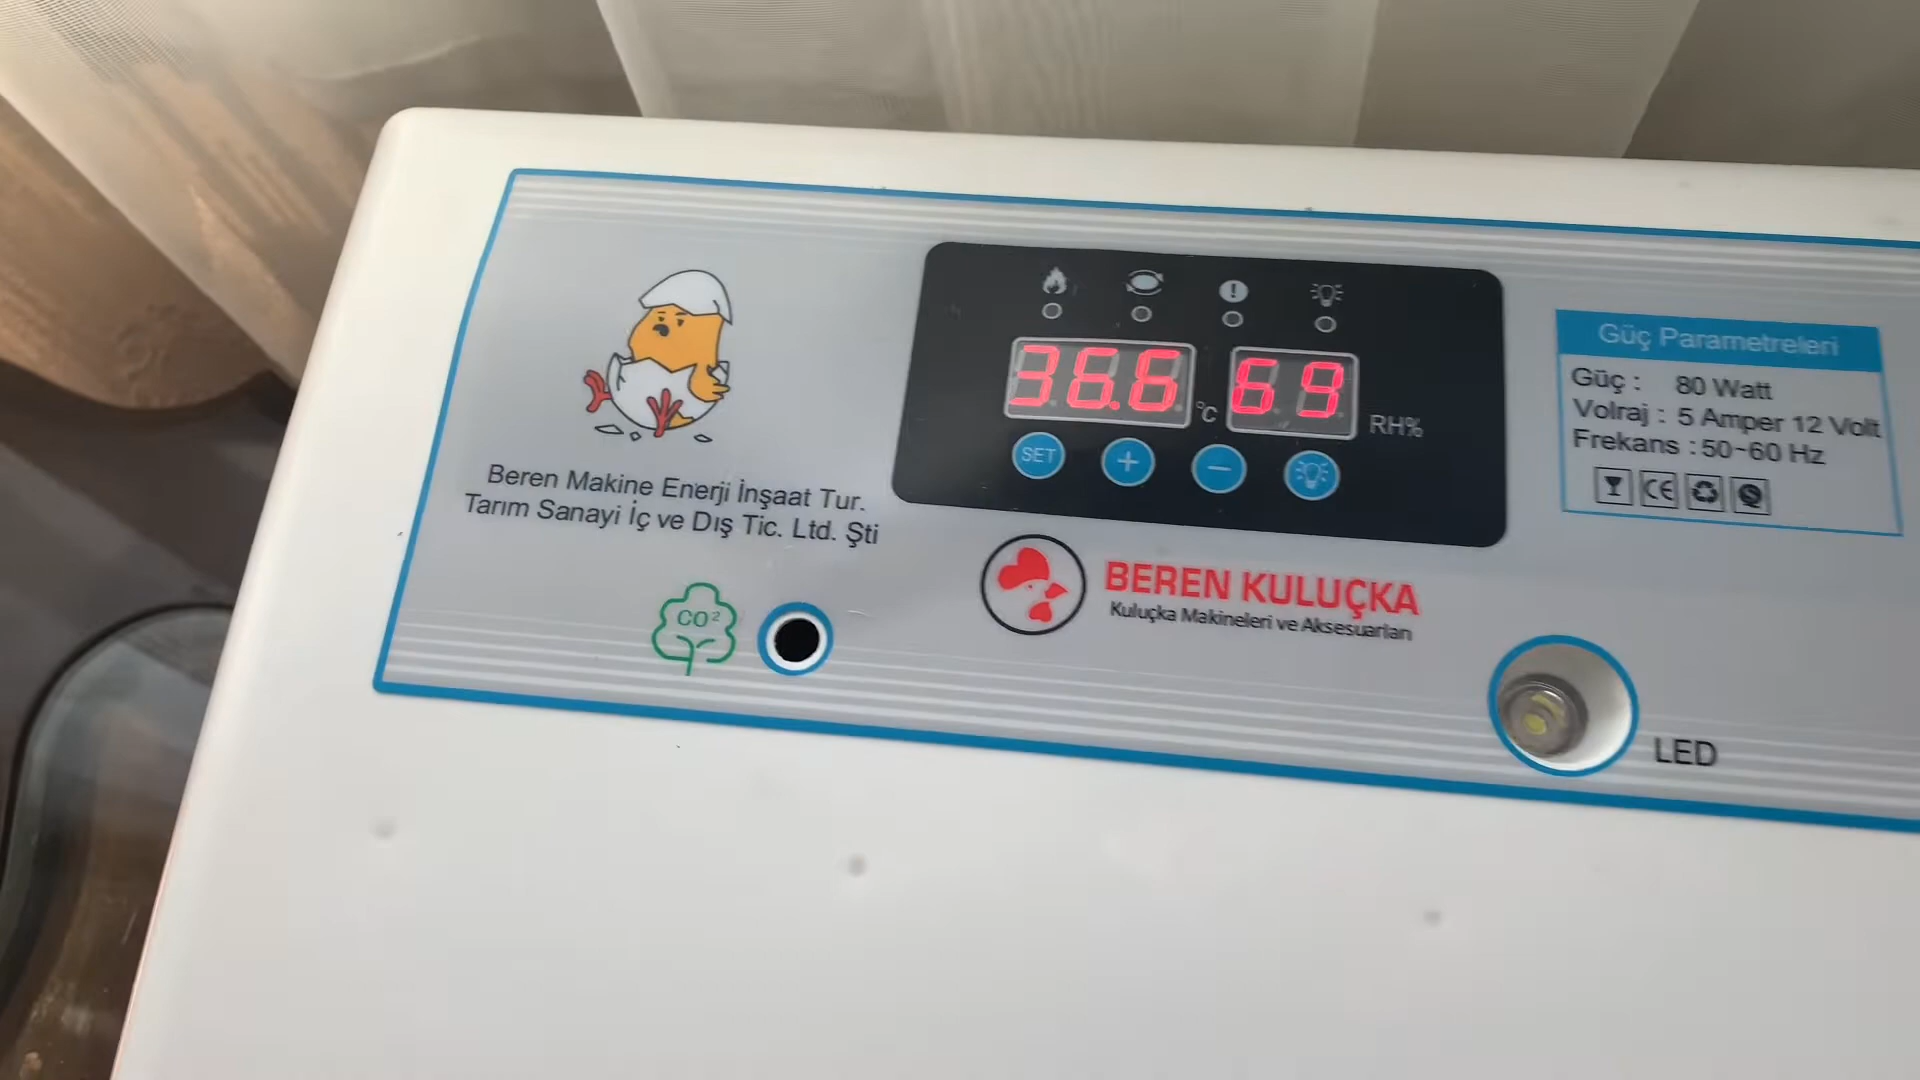 36.6 °C 69 RH%
SET + −
Güç Parametreleri
Güç : 80 Watt
Volraj : 5 Amper 12 Volt
Frekans : 50~60 Hz
CE
Beren Makine Enerji İnşaat Tur.
Tarım Sanayi İç ve Dış Tic. Ltd. Şti
CO²
BEREN KULUÇKA
Kuluçka Makineleri ve Aksesuarları
LED